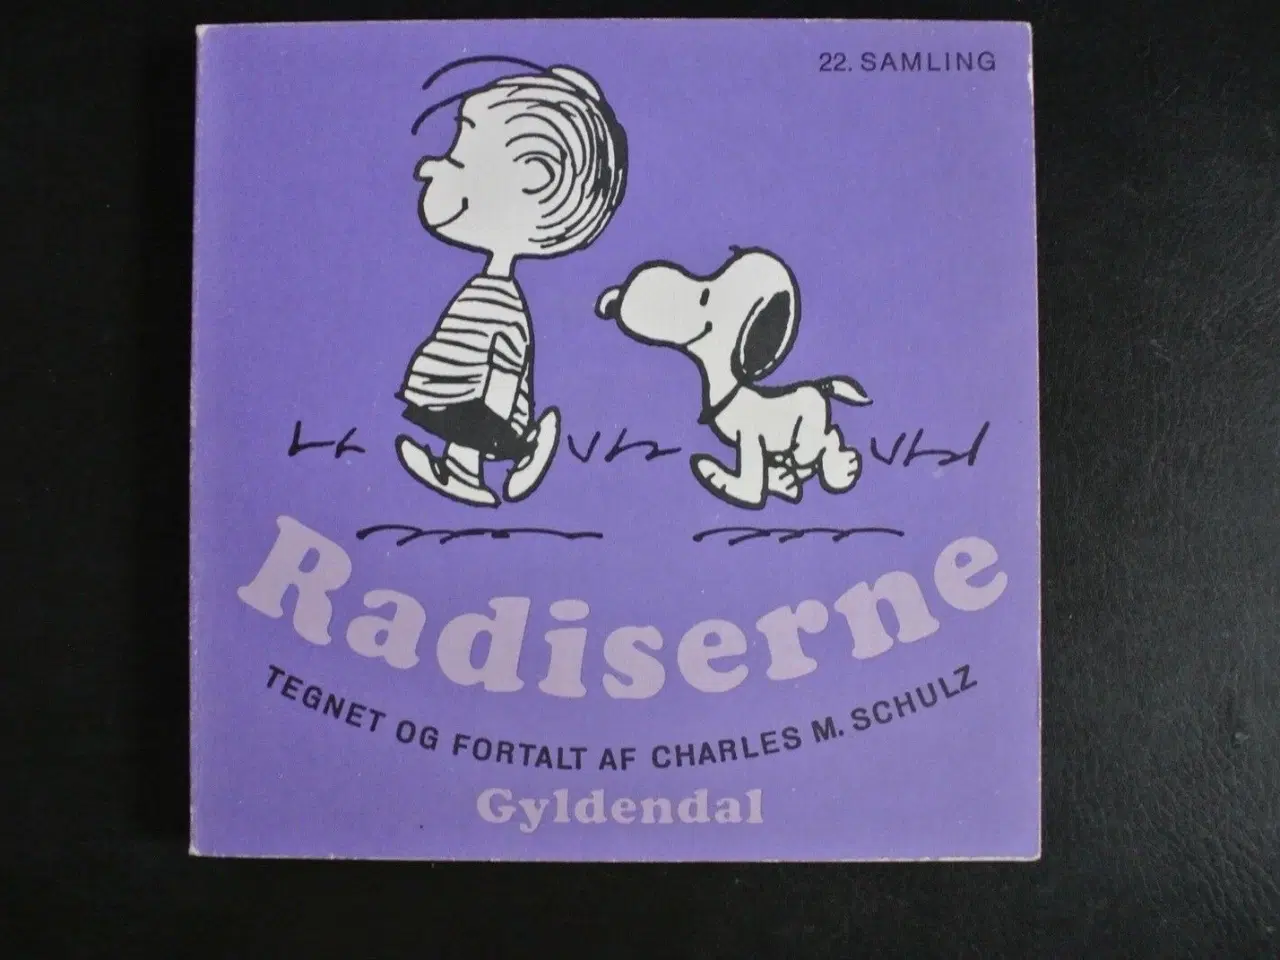 22. SAMLING
Radiserne
TEGNET OG FORTALT AF CHARLES M. SCHULZ
Gyldendal